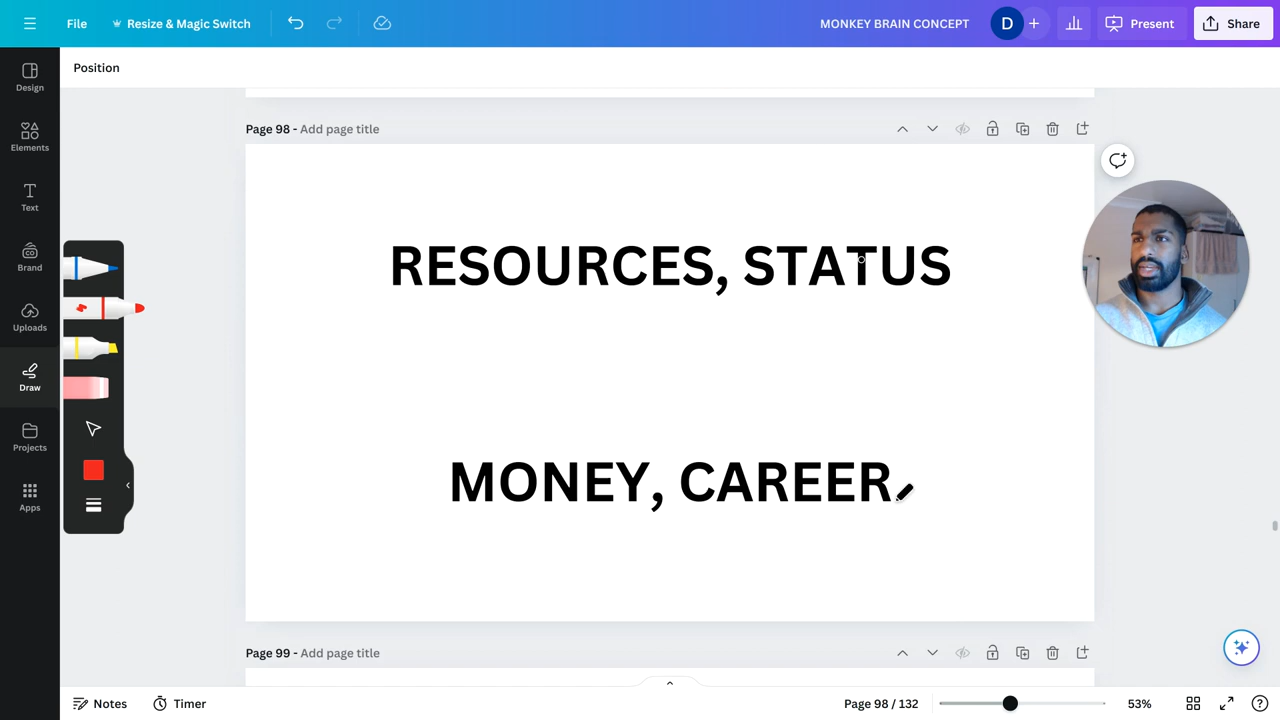 File
Resize & Magic Switch
MONKEY BRAIN CONCEPT
D
Present
Share
Position
Design
Elements
Text
Brand
Uploads
Draw
Projects
Apps
Page 98 - Add page title
RESOURCES, STATUS
MONEY, CAREER
Page 99 - Add page title
Notes
Timer
Page 98 / 132
53%